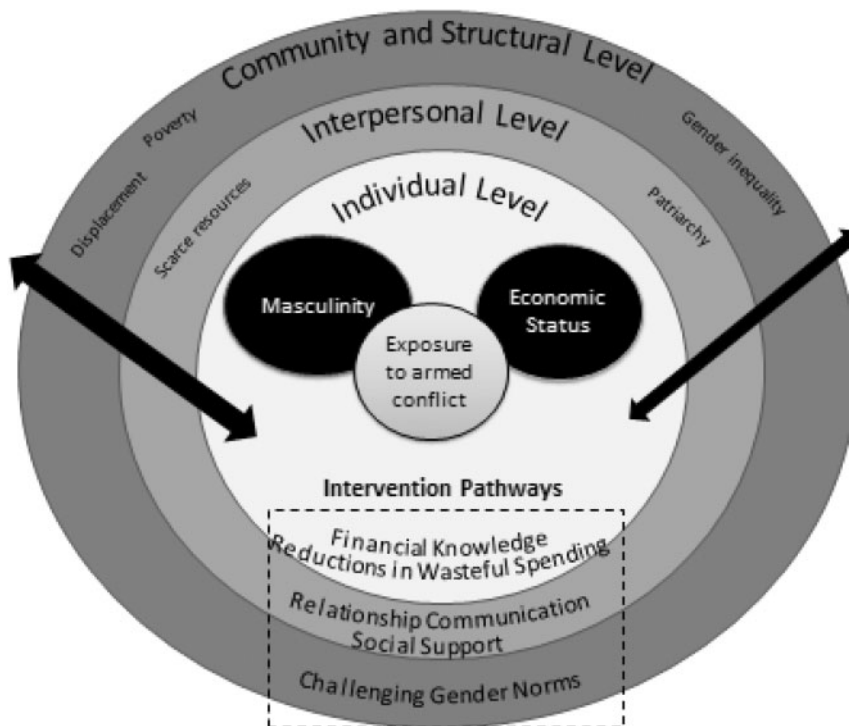 Community and Structural Level
Poverty
Displacement
Gender inequality
Interpersonal Level
Scarce resources
Patriarchy
Individual Level
Masculinity
Economic
Status
Exposure
to armed
conflict
Intervention Pathways
Financial Knowledge
Reductions in Wasteful Spending
Relationship Communication
Social Support
Challenging Gender Norms